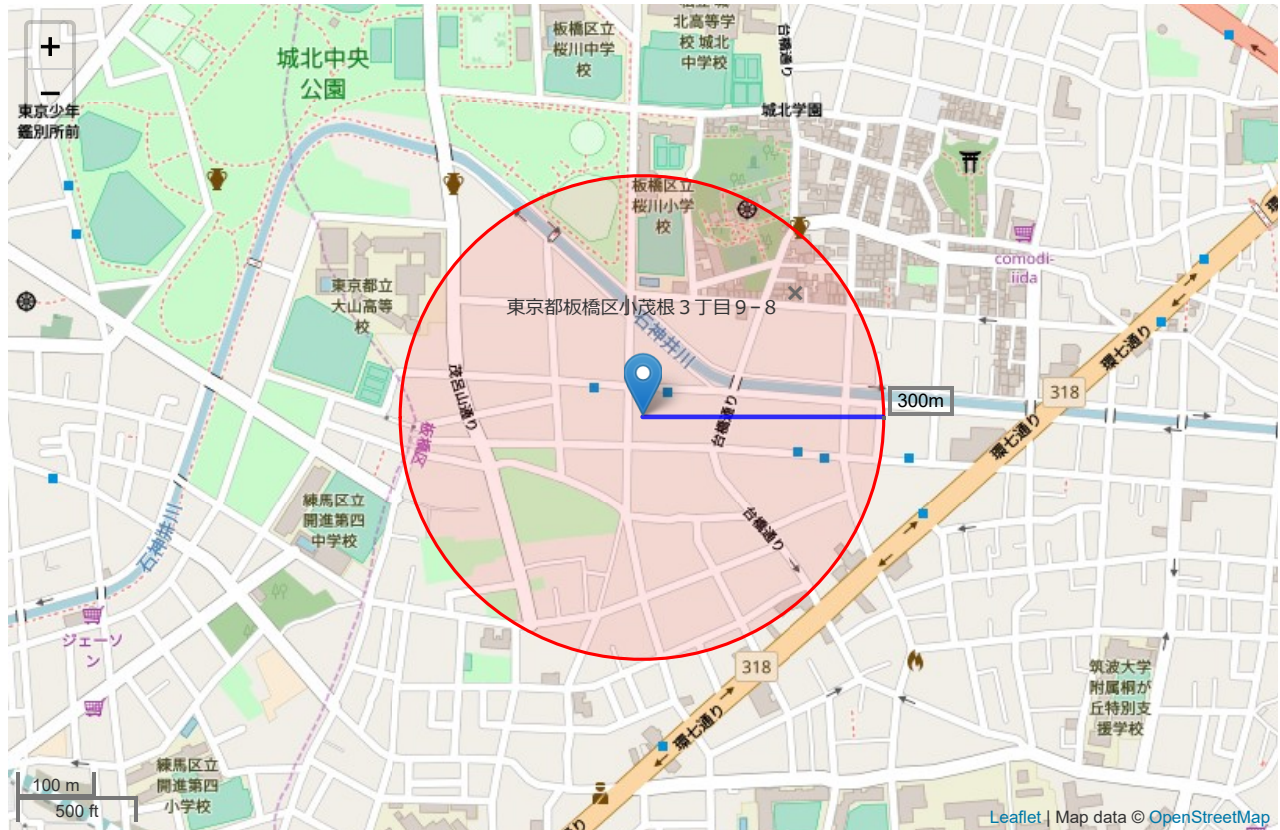 +
−
城北中央
公園
東京少年
鑑別所前
板橋区立
桜川中学
校
北高等学
校 城北
中学校
台橋通り
城北学園
板橋区立
桜川小学
校
comodi-
iida
東京都立
大山高等
校
東京都板橋区小茂根３丁目９−８
石神井川
環七通り
318
300m
茂呂山通り
台橋通り
板橋区
環七通り
練馬区立
開進第四
中学校
石神井川
台橋通り
ジェーソ
ン
318
筑波大学
附属桐が
丘特別支
援学校
環七通り
練馬区立
開進第四
小学校
100 m
500 ft
Leaflet | Map data © OpenStreetMap